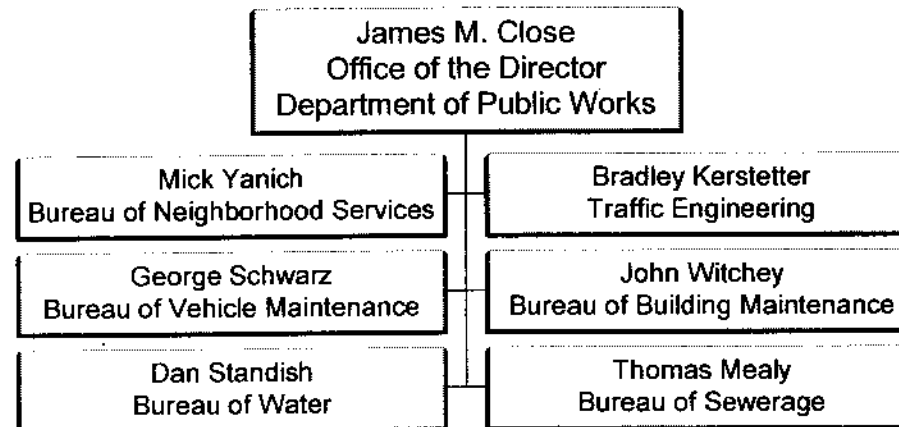 James M. Close
Office of the Director
Department of Public Works
Mick Yanich
Bureau of Neighborhood Services
Bradley Kerstetter
Traffic Engineering
George Schwarz
Bureau of Vehicle Maintenance
John Witchey
Bureau of Building Maintenance
Dan Standish
Bureau of Water
Thomas Mealy
Bureau of Sewerage